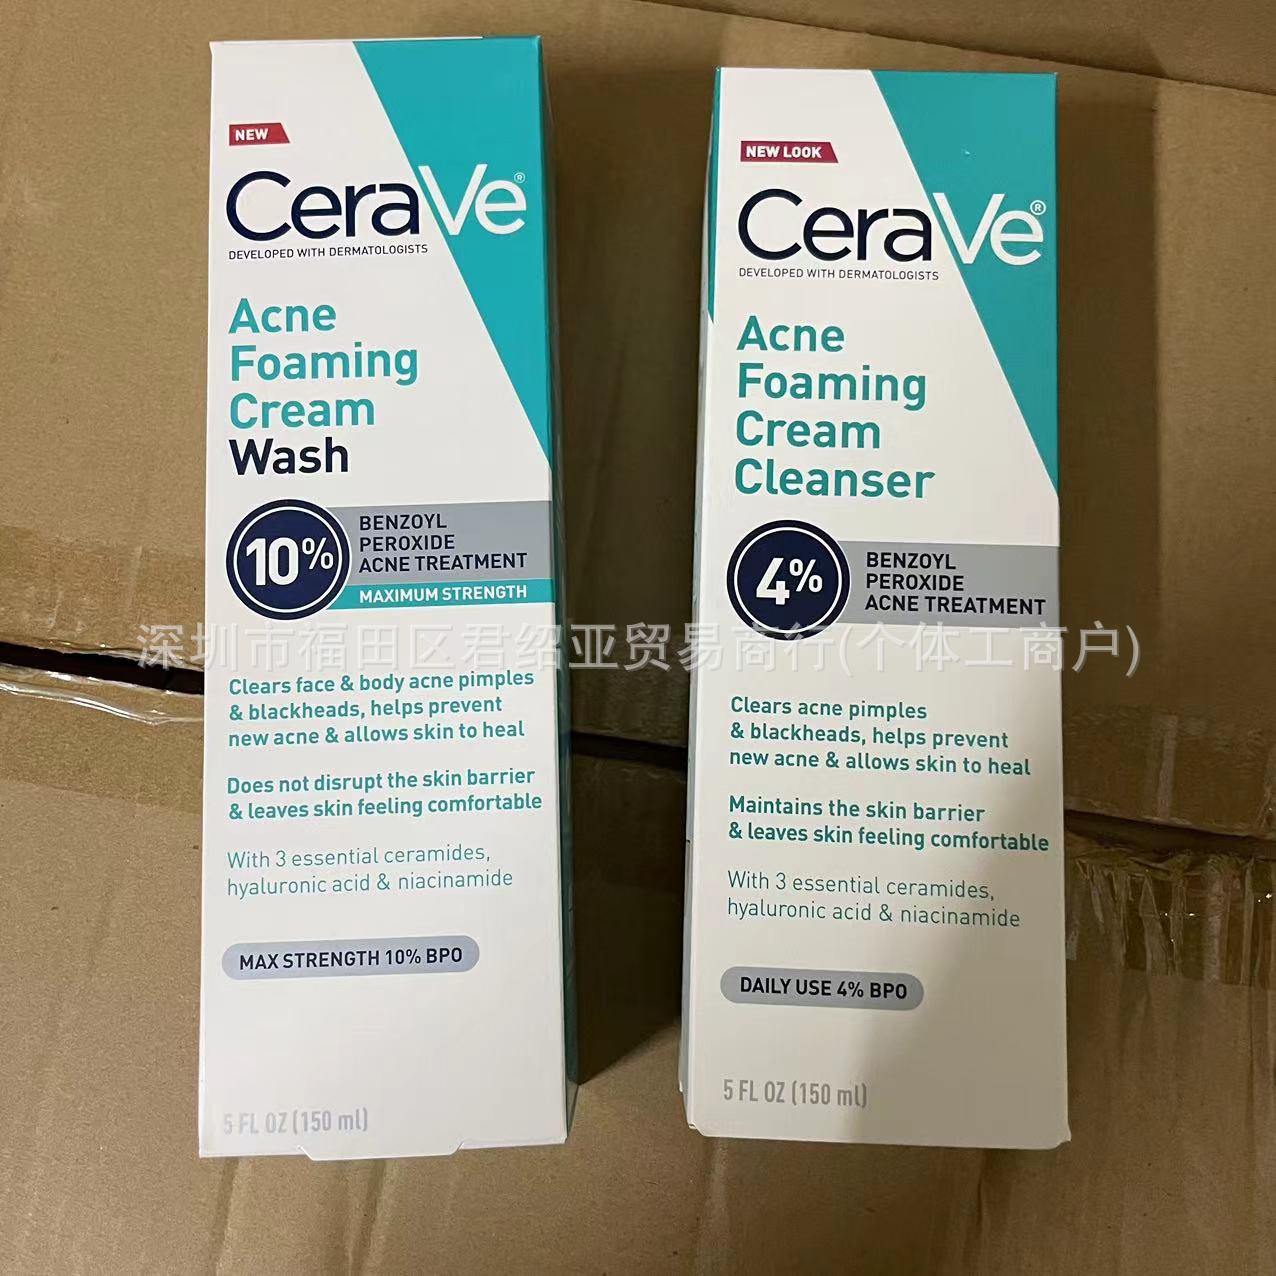 NEW
CeraVe®
DEVELOPED WITH DERMATOLOGISTS
Acne
Foaming
Cream
Wash
10%
BENZOYL
PEROXIDE
ACNE TREATMENT
MAXIMUM STRENGTH
Clears face & body acne pimples
& blackheads, helps prevent
new acne & allows skin to heal
Does not disrupt the skin barrier
& leaves skin feeling comfortable
With 3 essential ceramides,
hyaluronic acid & niacinamide
MAX STRENGTH 10% BPO
5 FL OZ (150 ml)
NEW LOOK
CeraVe®
DEVELOPED WITH DERMATOLOGISTS
Acne
Foaming
Cream
Cleanser
4%
BENZOYL
PEROXIDE
ACNE TREATMENT
Clears acne pimples
& blackheads, helps prevent
new acne & allows skin to heal
Maintains the skin barrier
& leaves skin feeling comfortable
With 3 essential ceramides,
hyaluronic acid & niacinamide
DAILY USE 4% BPO
5 FL OZ (150 ml)
深圳市福田区君绍亚贸易商行(个体工商户)